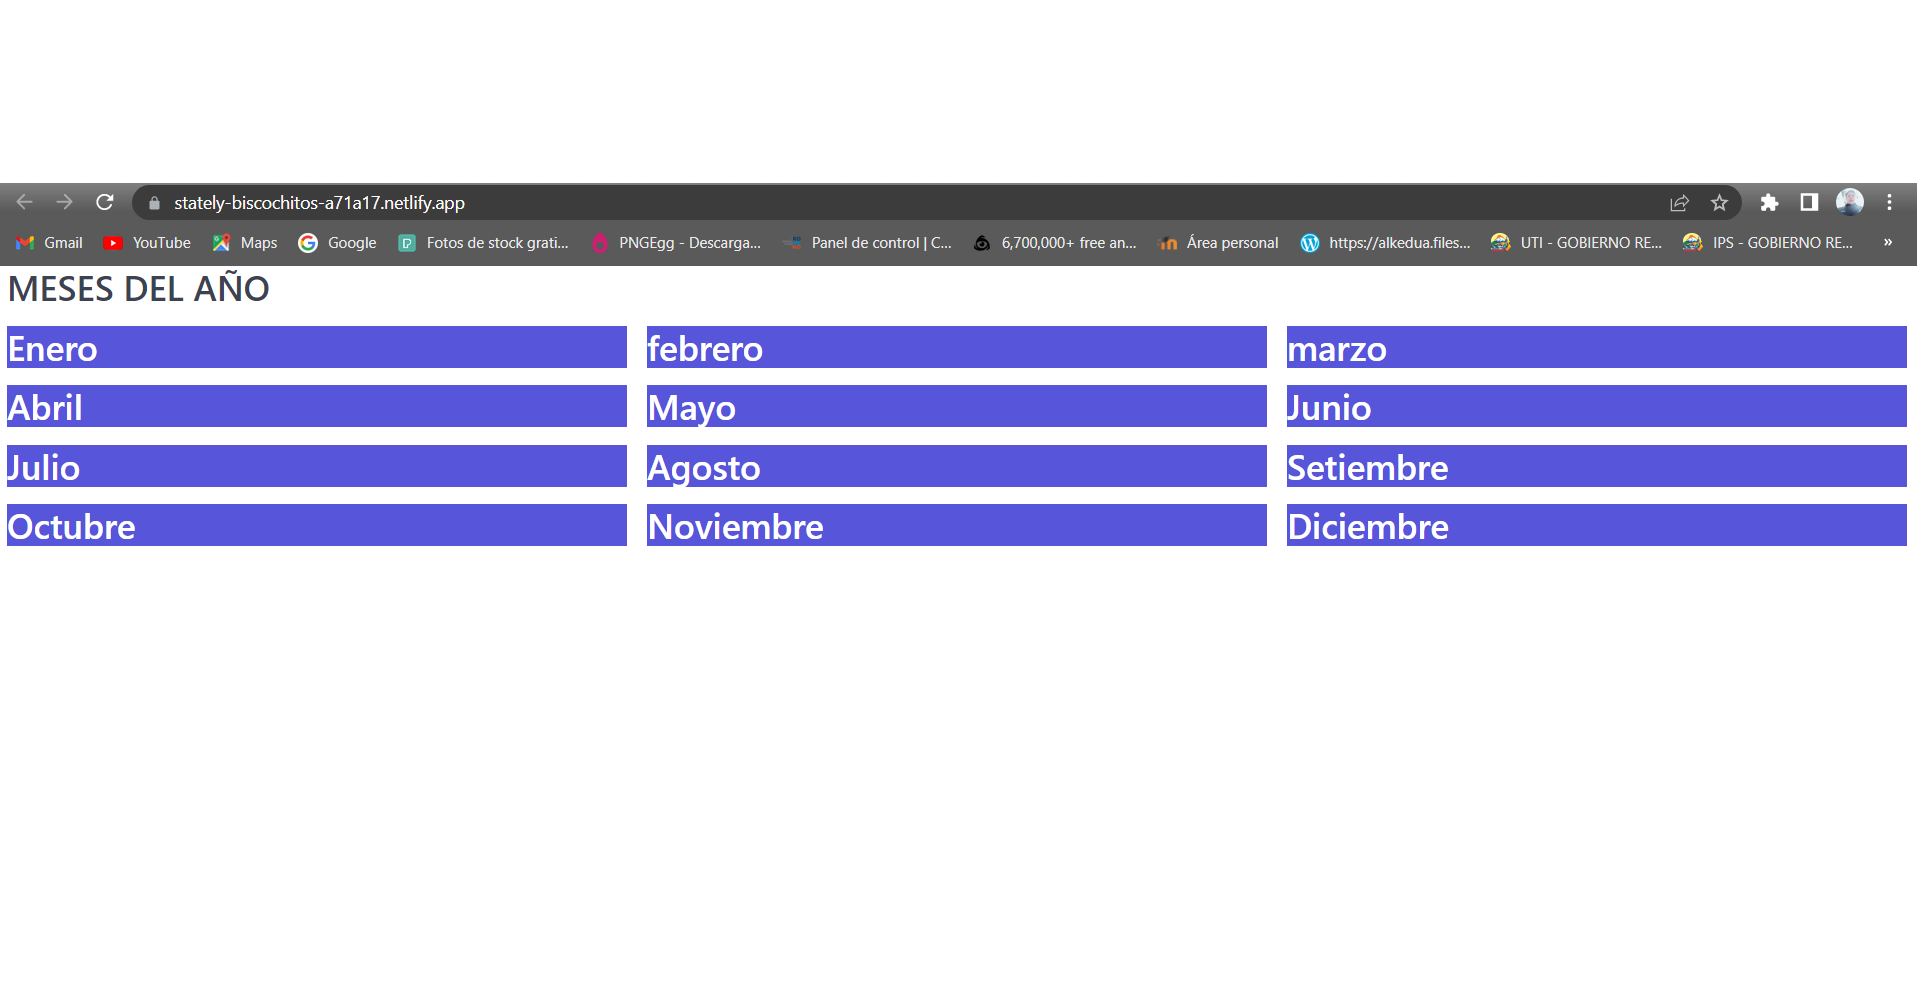 stately-biscochitos-a71a17.netlify.app
Gmail YouTube Maps Google Fotos de stock grati... PNGEgg - Descarga... Panel de control | C... 6,700,000+ free an... Área personal https://alkedua.files... UTI - GOBIERNO RE... IPS - GOBIERNO RE... »
MESES DEL AÑO
Enero febrero marzo
Abril Mayo Junio
Julio Agosto Setiembre
Octubre Noviembre Diciembre